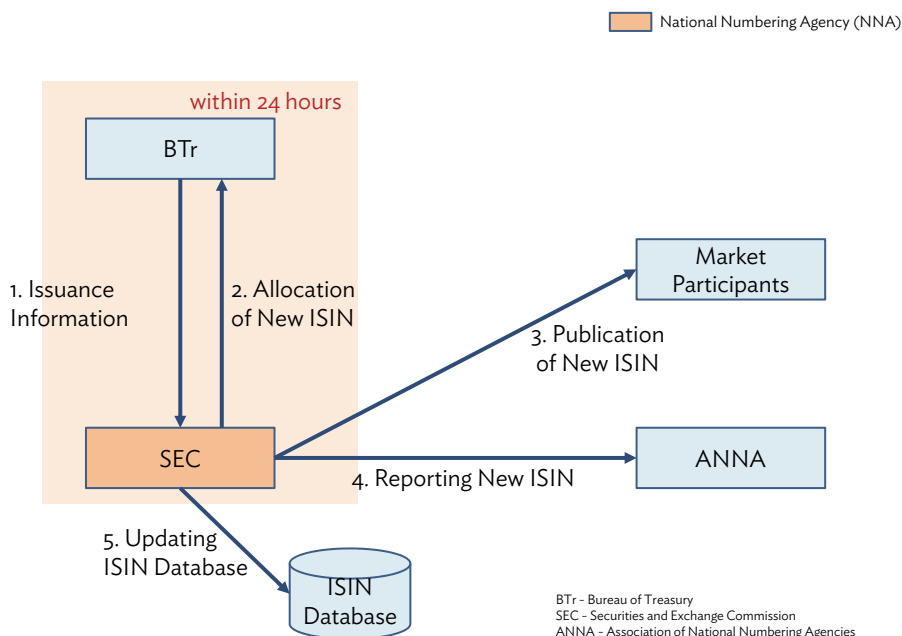 National Numbering Agency (NNA)
within 24 hours
BTr
1. Issuance
Information
2. Allocation
of New ISIN
Market
Participants
3. Publication
of New ISIN
SEC
4. Reporting New ISIN
ANNA
5. Updating
ISIN Database
ISIN
Database
BTr - Bureau of Treasury
SEC - Securities and Exchange Commission
ANNA - Association of National Numbering Agencies